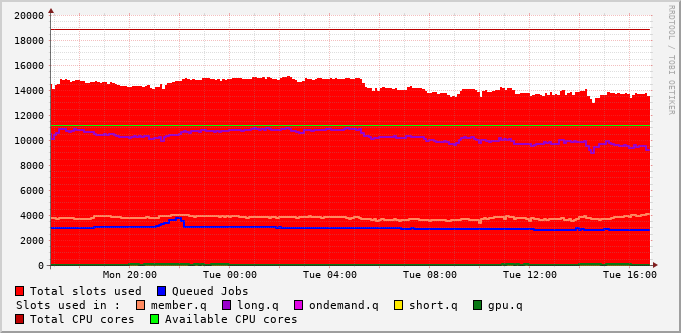 20000
18000
16000
14000
12000
10000
8000
6000
4000
2000
0
Mon 20:00 Tue 00:00 Tue 04:00 Tue 08:00 Tue 12:00 Tue 16:00
Total slots used Queued Jobs
Slots used in : member.q long.q ondemand.q short.q gpu.q
Total CPU cores Available CPU cores
RRDTOOL / TOBI OETIKER